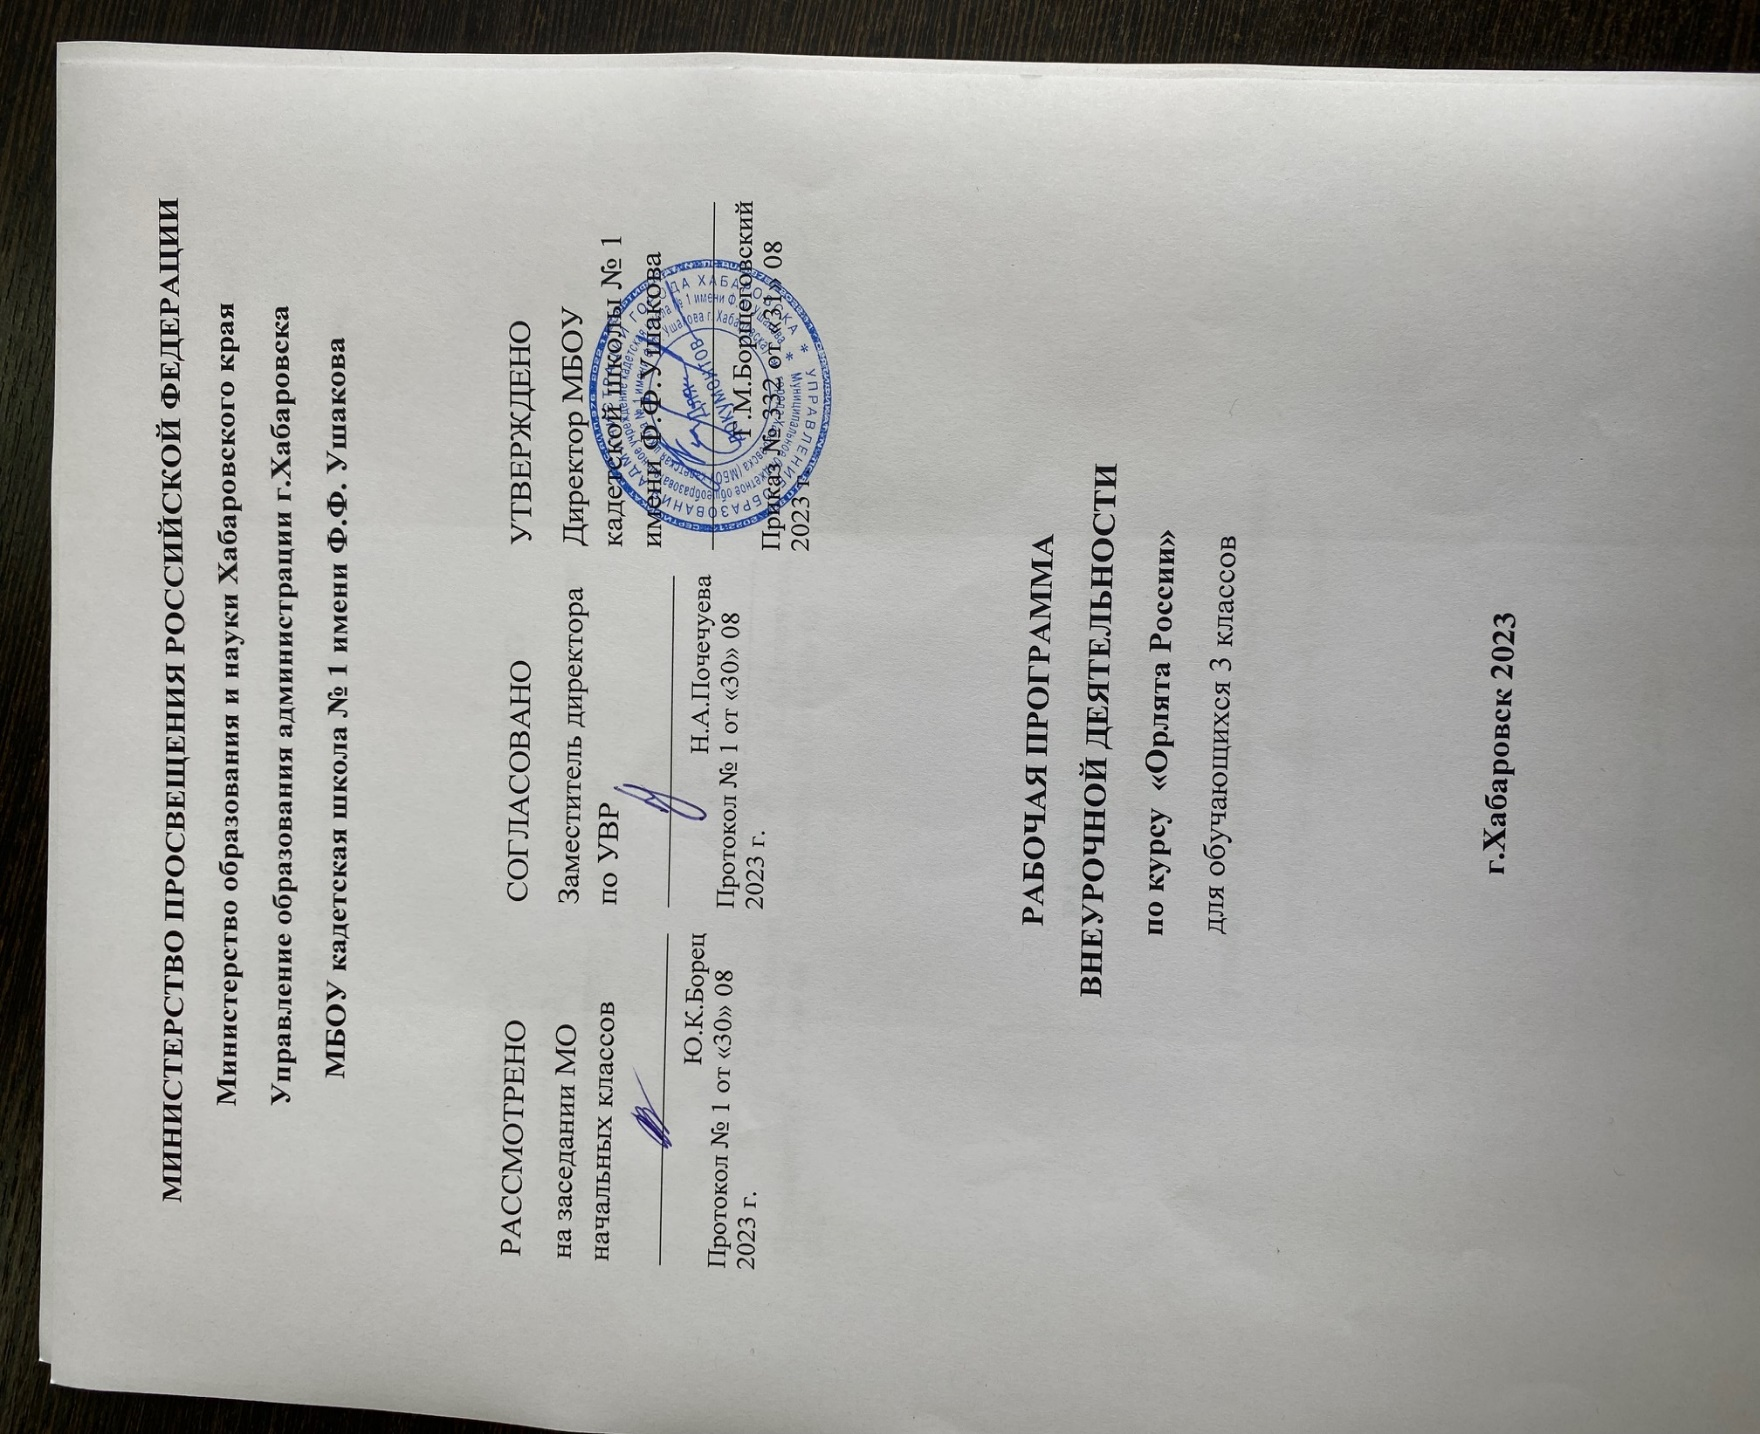 МИНИСТЕРСТВО ПРОСВЕЩЕНИЯ РОССИЙСКОЙ ФЕДЕРАЦИИ
Министерство образования и науки Хабаровского края
Управление образования администрации г.Хабаровска
МБОУ кадетская школа № 1 имени Ф.Ф. Ушакова
РАССМОТРЕНО
на заседании МО
начальных классов
Ю.К.Борец
Протокол № 1 от «30» 08
2023 г.
СОГЛАСОВАНО
Заместитель директора
по УВР
Н.А.Почечуева
Протокол № 1 от «30» 08
2023 г.
УТВЕРЖДЕНО
Директор МБОУ
кадетской школы № 1
имени Ф.Ф.Ушакова
Г.М.Борщеговский
Приказ № 332 от «31» 08
2023 г.
РАБОЧАЯ ПРОГРАММА
ВНЕУРОЧНОЙ ДЕЯТЕЛЬНОСТИ
по курсу «Орлята России»
для обучающихся 3 классов
г.Хабаровск 2023